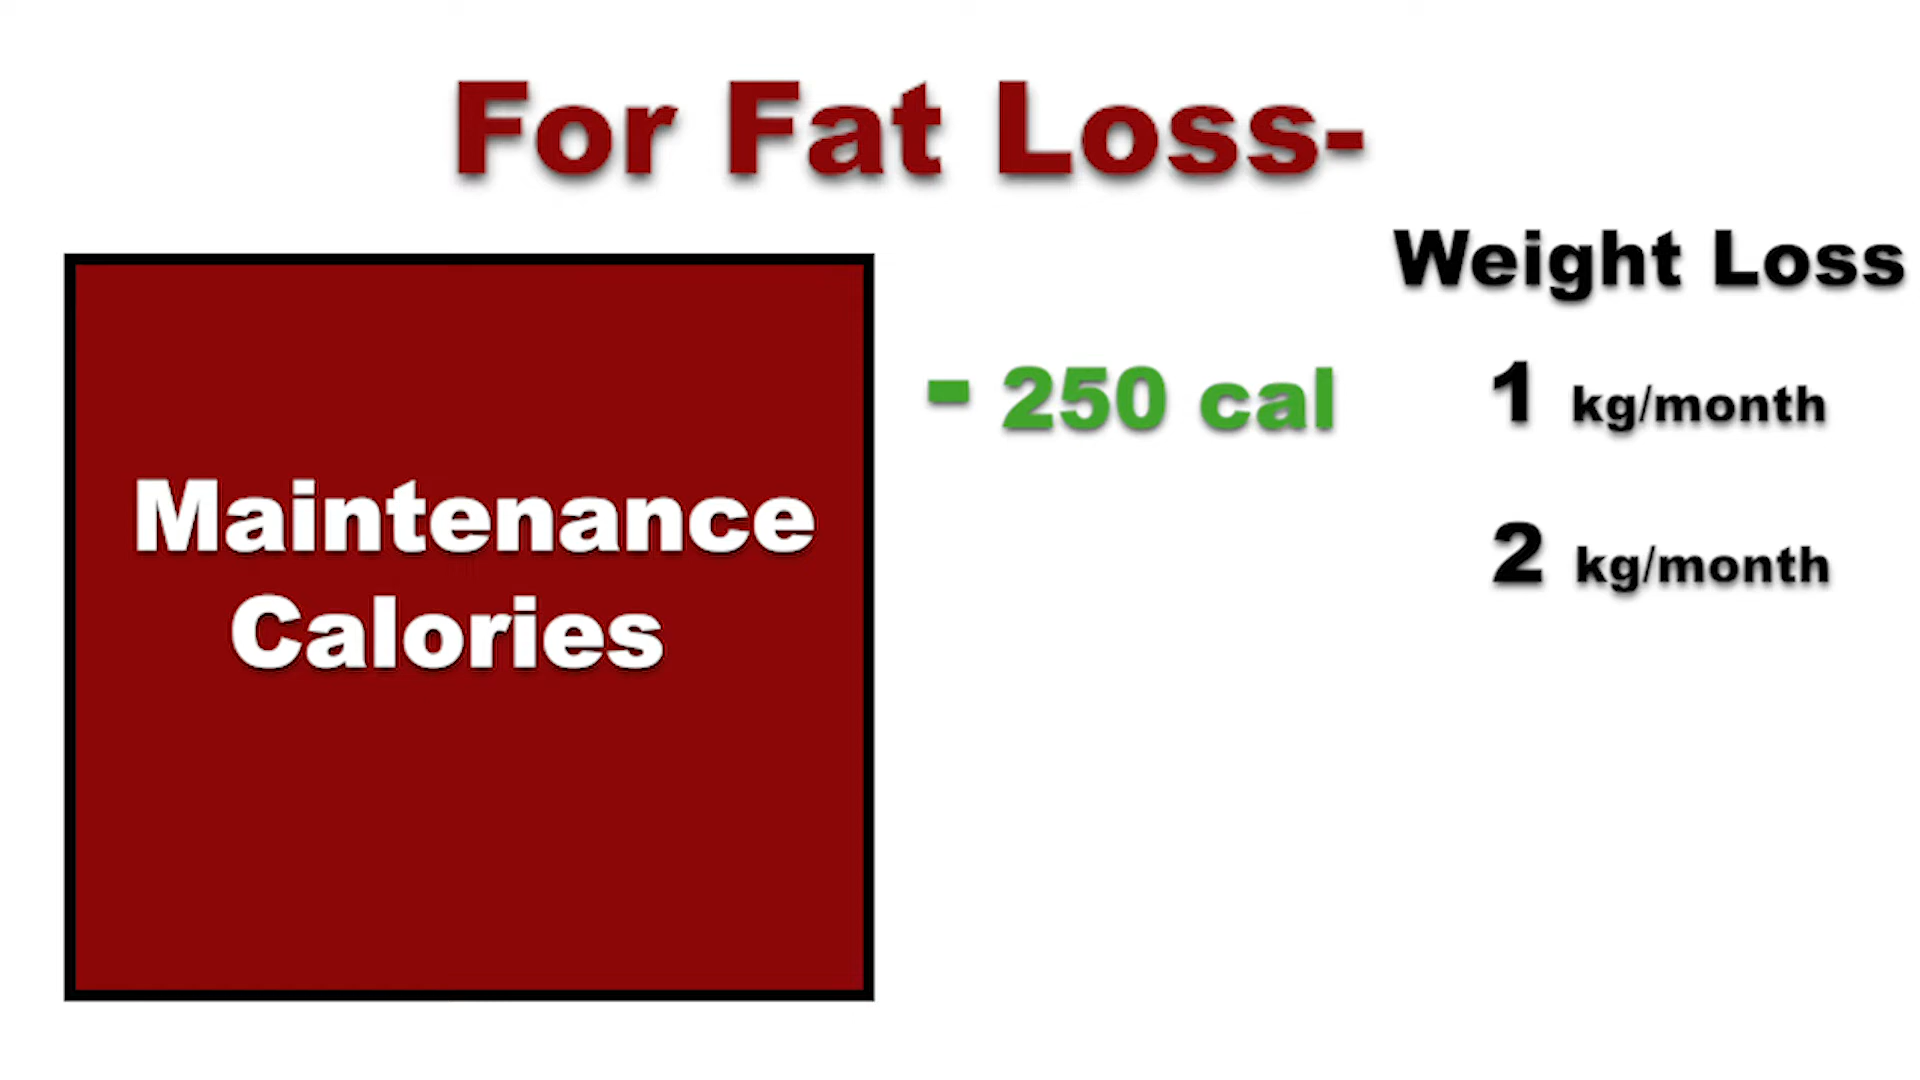 For Fat Loss-
Weight Loss
- 250 cal 1 kg/month
2 kg/month
Maintenance
Calories